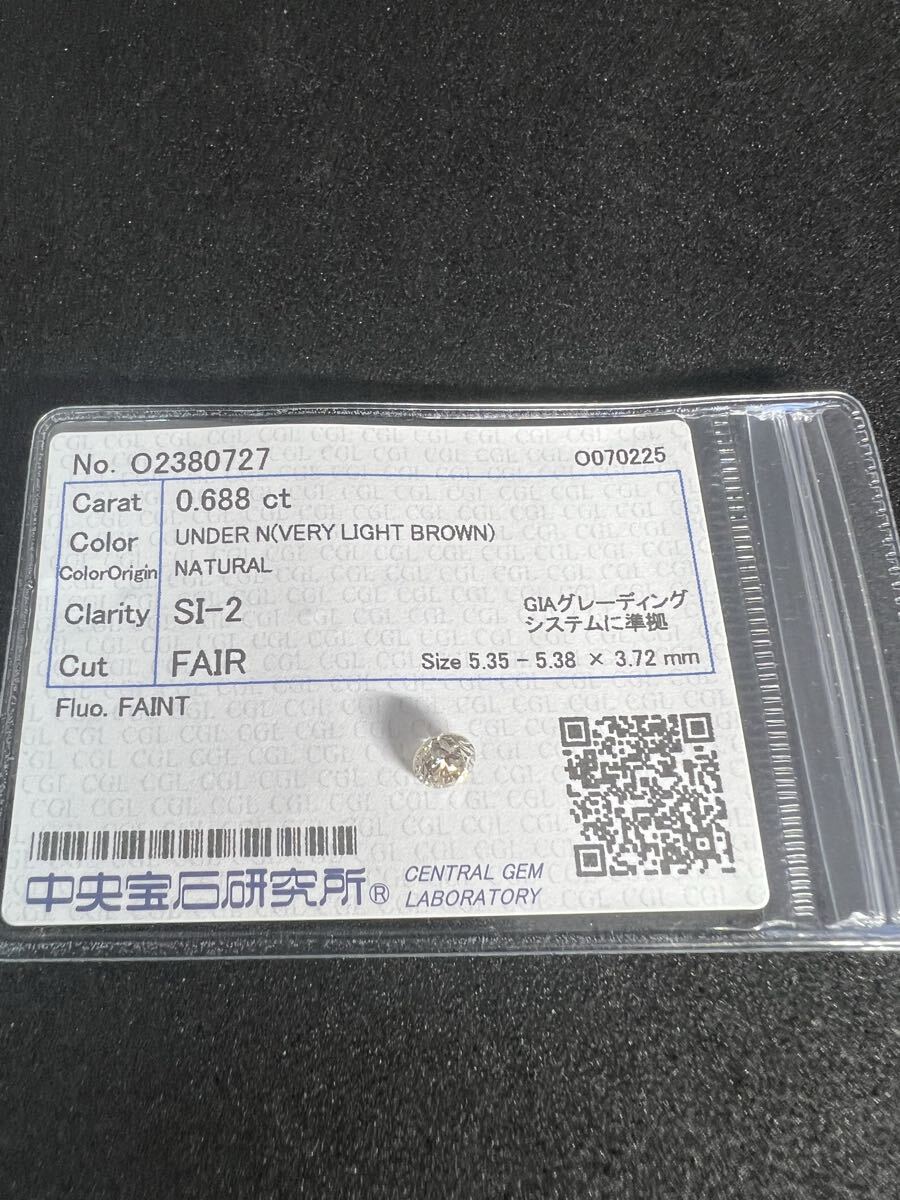 No. O2380727
O070225
Carat 0.688 ct
Color UNDER N(VERY LIGHT BROWN)
ColorOrigin NATURAL
Clarity SI-2
GIAグレーディング
システムに準拠
Cut FAIR
Size 5.35 - 5.38 × 3.72 mm
Fluo. FAINT
中央宝石研究所®
CENTRAL GEM
LABORATORY